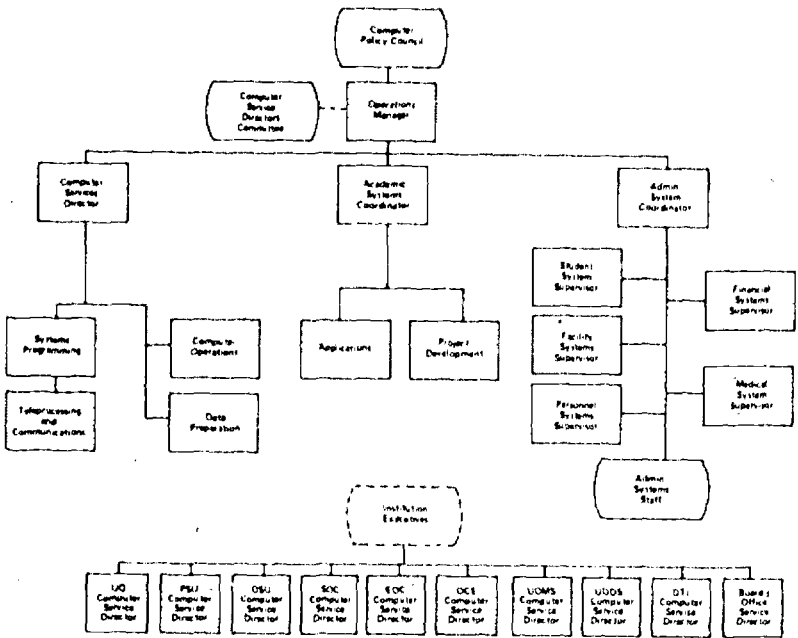 Computer
Policy Council
Computer
Service
Directors
Committee
Operations
Manager
Computer
Services
Director
Academic
Systems
Coordinator
Admin
System
Coordinator
Student
System
Supervisor
Financial
Systems
Supervisor
Systems
Programming
Computer
Operations
Applications
Project
Development
Facility
Systems
Supervisor
Teleprocessing
and
Communications
Data
Preparation
Personnel
Systems
Supervisor
Medical
System
Supervisor
Admin
Systems
Staff
Institution
Executives
UO
Computer
Service
Director
PSU
Computer
Service
Director
OSU
Computer
Service
Director
SOC
Computer
Service
Director
EOC
Computer
Service
Director
OCE
Computer
Service
Director
UOMS
Computer
Service
Director
UODS
Computer
Service
Director
OTI
Computer
Service
Director
Board's
Office
Service
Director